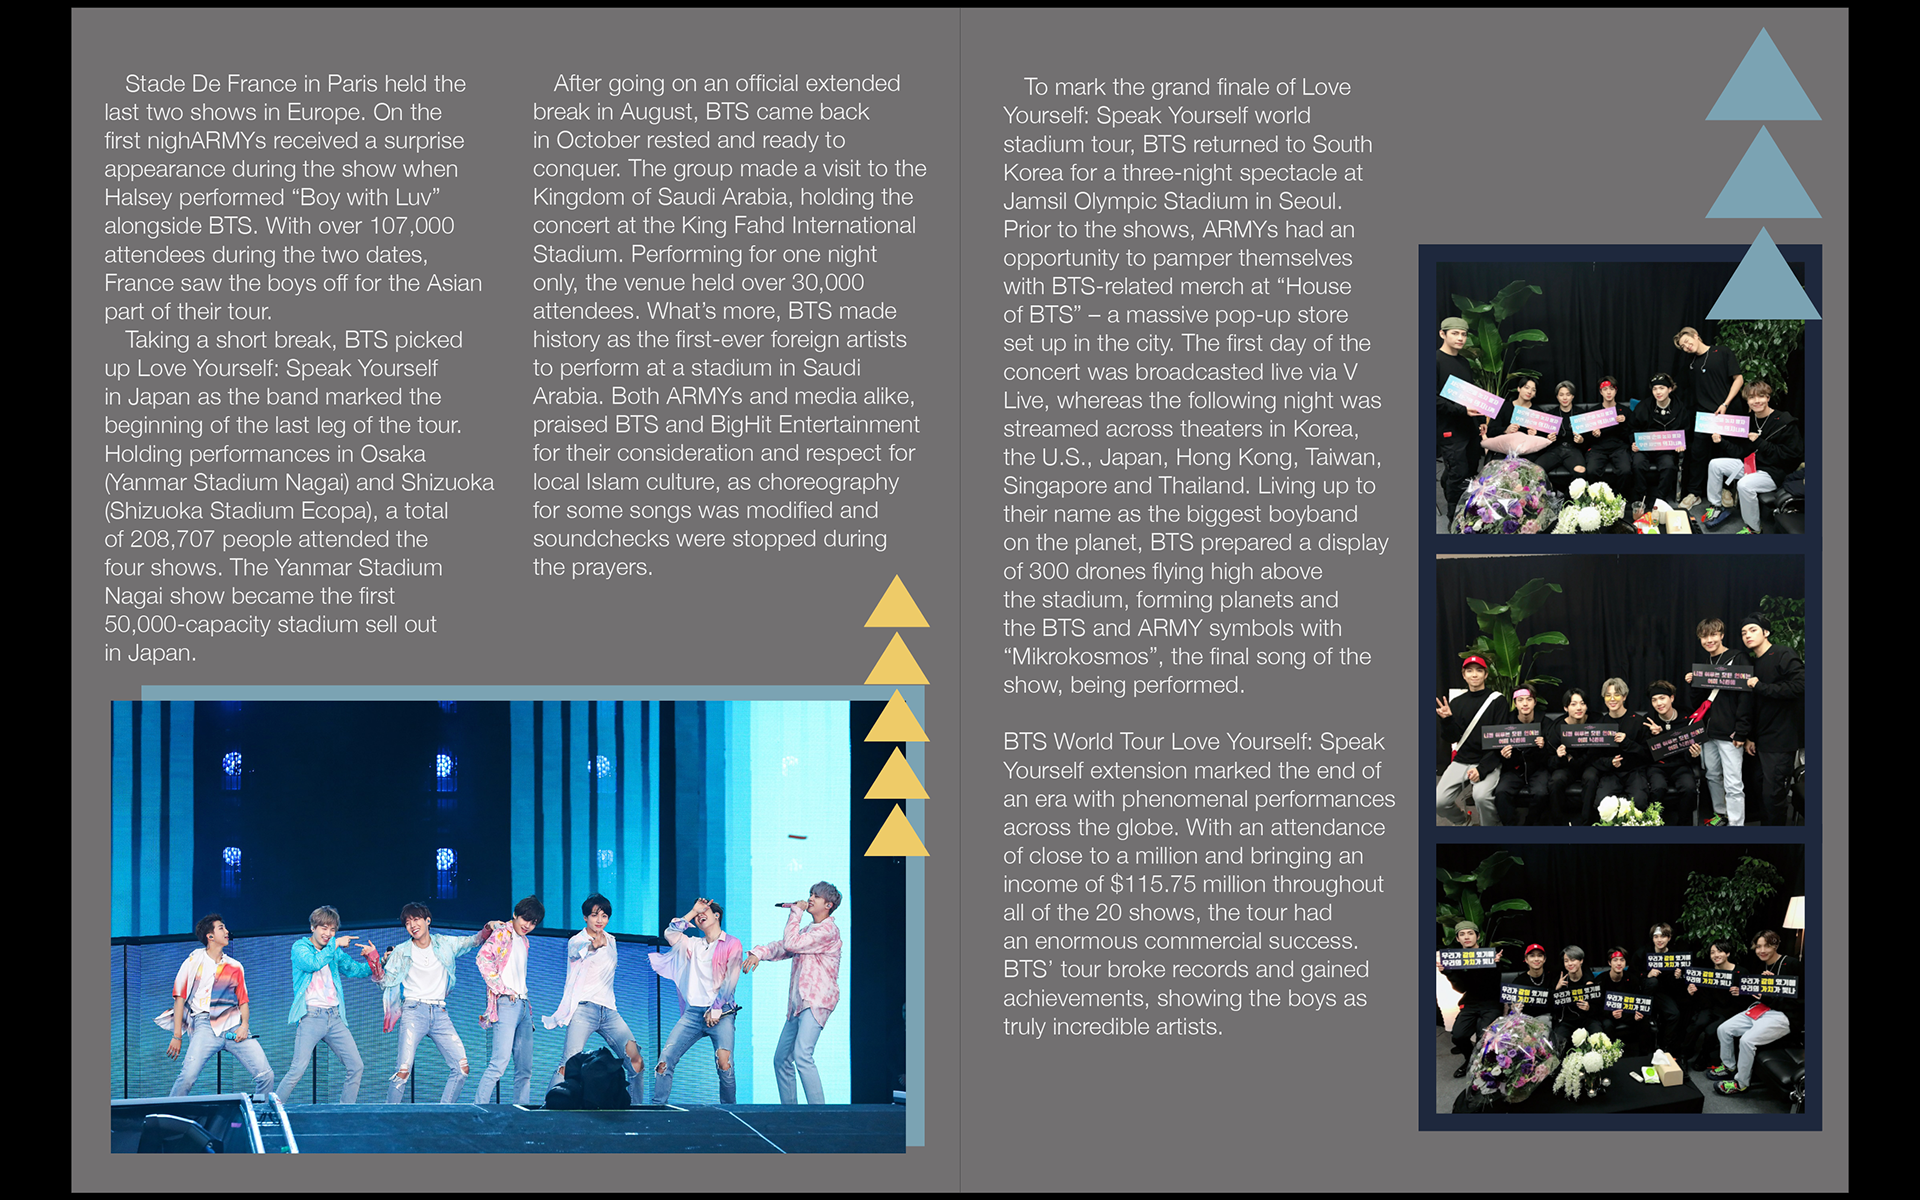 Stade De France in Paris held the
last two shows in Europe. On the
first nighARMYs received a surprise
appearance during the show when
Halsey performed “Boy with Luv”
alongside BTS. With over 107,000
attendees during the two dates,
France saw the boys off for the Asian
part of their tour.
Taking a short break, BTS picked
up Love Yourself: Speak Yourself
in Japan as the band marked the
beginning of the last leg of the tour.
Holding performances in Osaka
(Yanmar Stadium Nagai) and Shizuoka
(Shizuoka Stadium Ecopa), a total
of 208,707 people attended the
four shows. The Yanmar Stadium
Nagai show became the first
50,000-capacity stadium sell out
in Japan.
After going on an official extended
break in August, BTS came back
in October rested and ready to
conquer. The group made a visit to the
Kingdom of Saudi Arabia, holding the
concert at the King Fahd International
Stadium. Performing for one night
only, the venue held over 30,000
attendees. What’s more, BTS made
history as the first-ever foreign artists
to perform at a stadium in Saudi
Arabia. Both ARMYs and media alike,
praised BTS and BigHit Entertainment
for their consideration and respect for
local Islam culture, as choreography
for some songs was modified and
soundchecks were stopped during
the prayers.
To mark the grand finale of Love
Yourself: Speak Yourself world
stadium tour, BTS returned to South
Korea for a three-night spectacle at
Jamsil Olympic Stadium in Seoul.
Prior to the shows, ARMYs had an
opportunity to pamper themselves
with BTS-related merch at “House
of BTS” – a massive pop-up store
set up in the city. The first day of the
concert was broadcasted live via V
Live, whereas the following night was
streamed across theaters in Korea,
the U.S., Japan, Hong Kong, Taiwan,
Singapore and Thailand. Living up to
their name as the biggest boyband
on the planet, BTS prepared a display
of 300 drones flying high above
the stadium, forming planets and
the BTS and ARMY symbols with
“Mikrokosmos”, the final song of the
show, being performed.
BTS World Tour Love Yourself: Speak
Yourself extension marked the end of
an era with phenomenal performances
across the globe. With an attendance
of close to a million and bringing an
income of $115.75 million throughout
all of the 20 shows, the tour had
an enormous commercial success.
BTS’ tour broke records and gained
achievements, showing the boys as
truly incredible artists.
우리가 같이 있기에
우리의 가치가 빛나